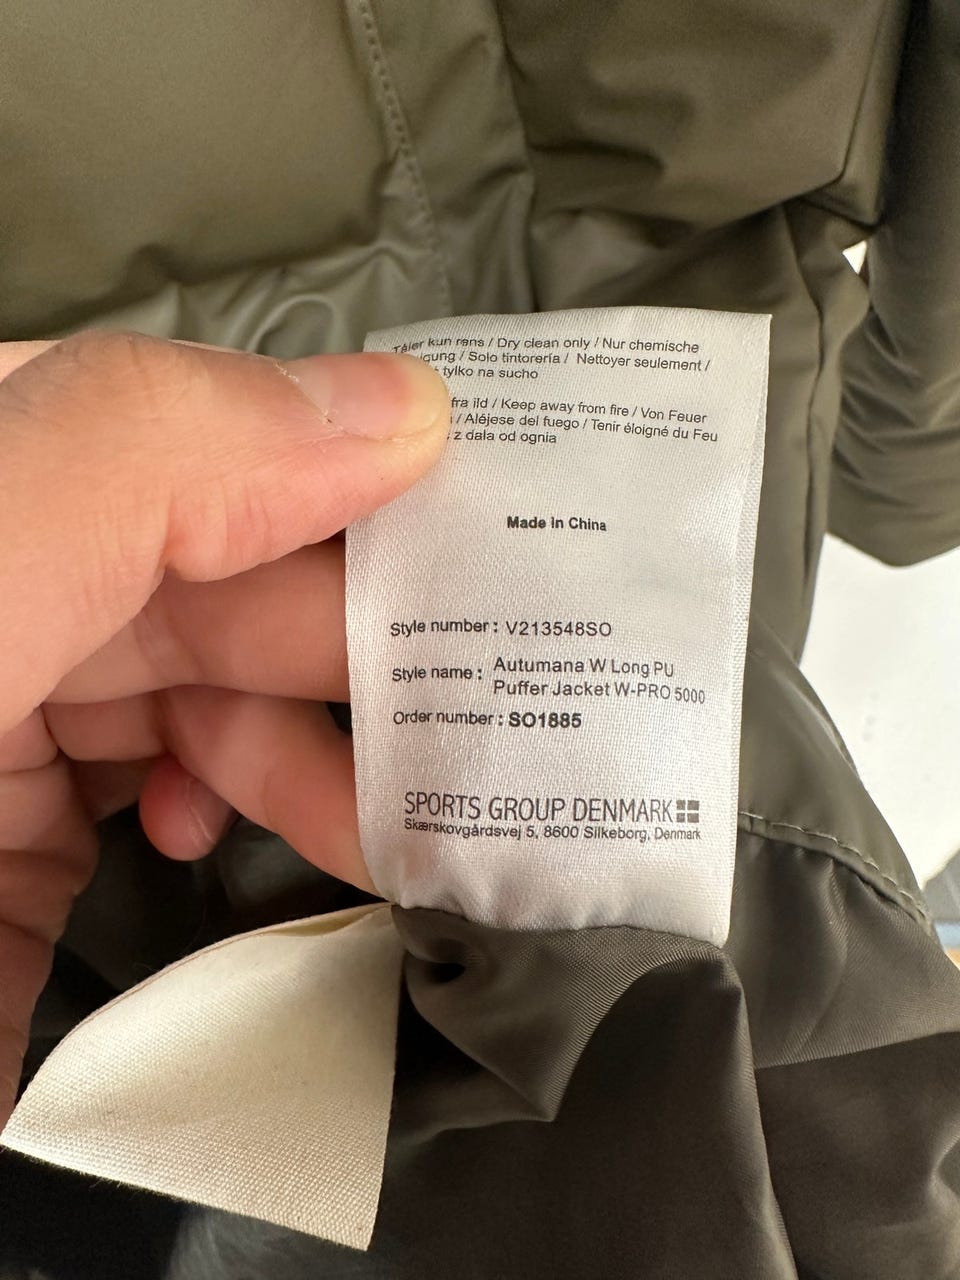 Tåler kun rens / Dry clean only / Nur chemische
igung / Solo tintorería / Nettoyer seulement /
tylko na sucho
fra ild / Keep away from fire / Von Feuer
/ Aléjese del fuego / Tenir éloigné du Feu
z dala od ognia
Made in China
Style number: V213548SO
Style name: Autumana W Long PU
Puffer Jacket W-PRO 5000
Order number: SO1885
SPORTS GROUP DENMARK
Skærskovgårdsvej 5, 8600 Silkeborg, Denmark